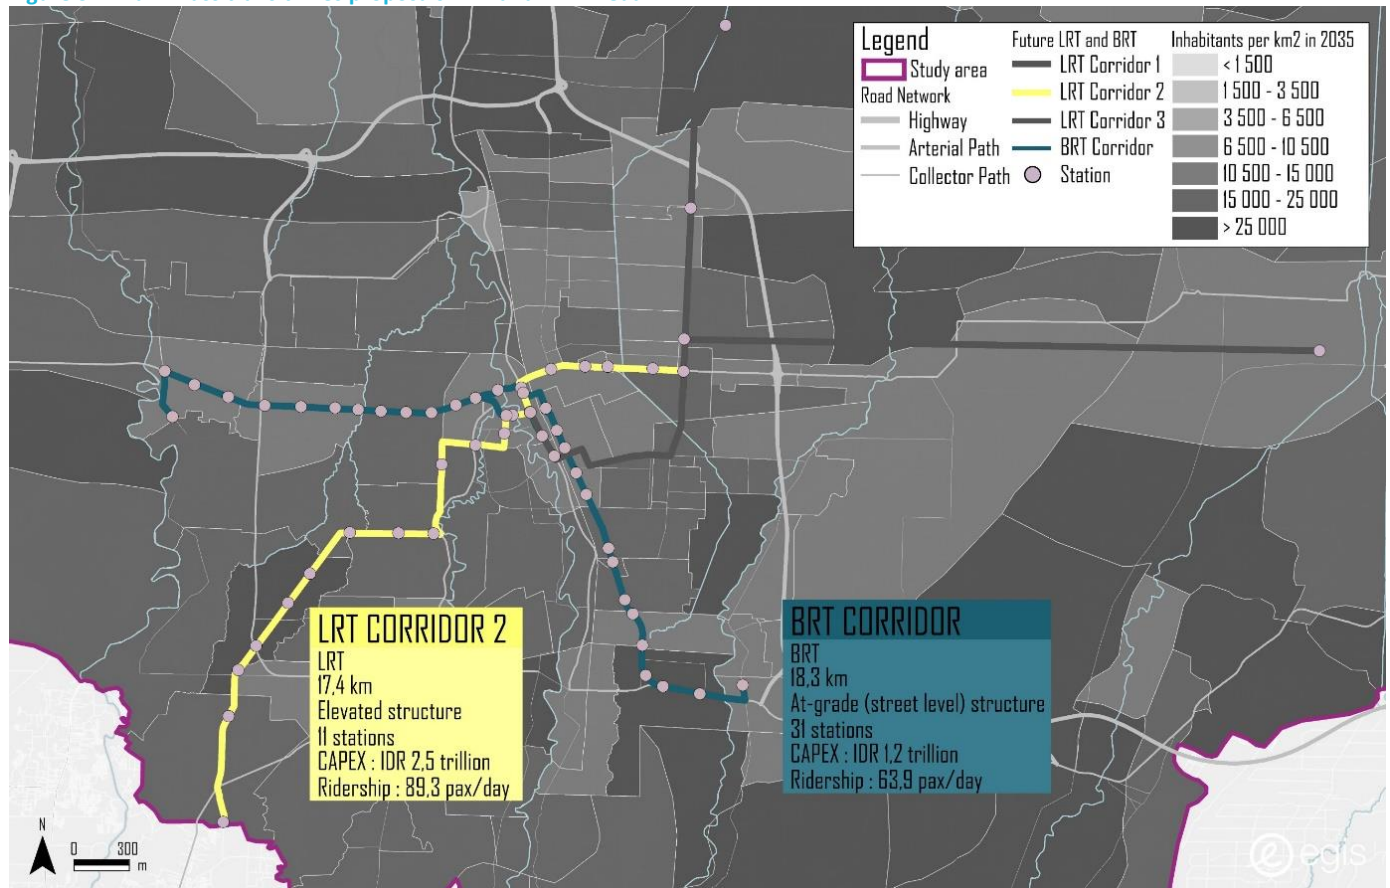 Legend
Study area
Road Network
Highway
Arterial Path
Collector Path
Future LRT and BRT
LRT Corridor 1
LRT Corridor 2
LRT Corridor 3
BRT Corridor
Station
Inhabitants per km2 in 2035
< 1 500
1 500 - 3 500
3 500 - 6 500
6 500 - 10 500
10 500 - 15 000
15 000 - 25 000
> 25 000
LRT CORRIDOR 2
LRT
17,4 km
Elevated structure
11 stations
CAPEX : IDR 2,5 trillion
Ridership : 89,3 pax/day
BRT CORRIDOR
BRT
18,3 km
At-grade (street level) structure
31 stations
CAPEX : IDR 1,2 trillion
Ridership : 63,9 pax/day
N
0 300
m
egis